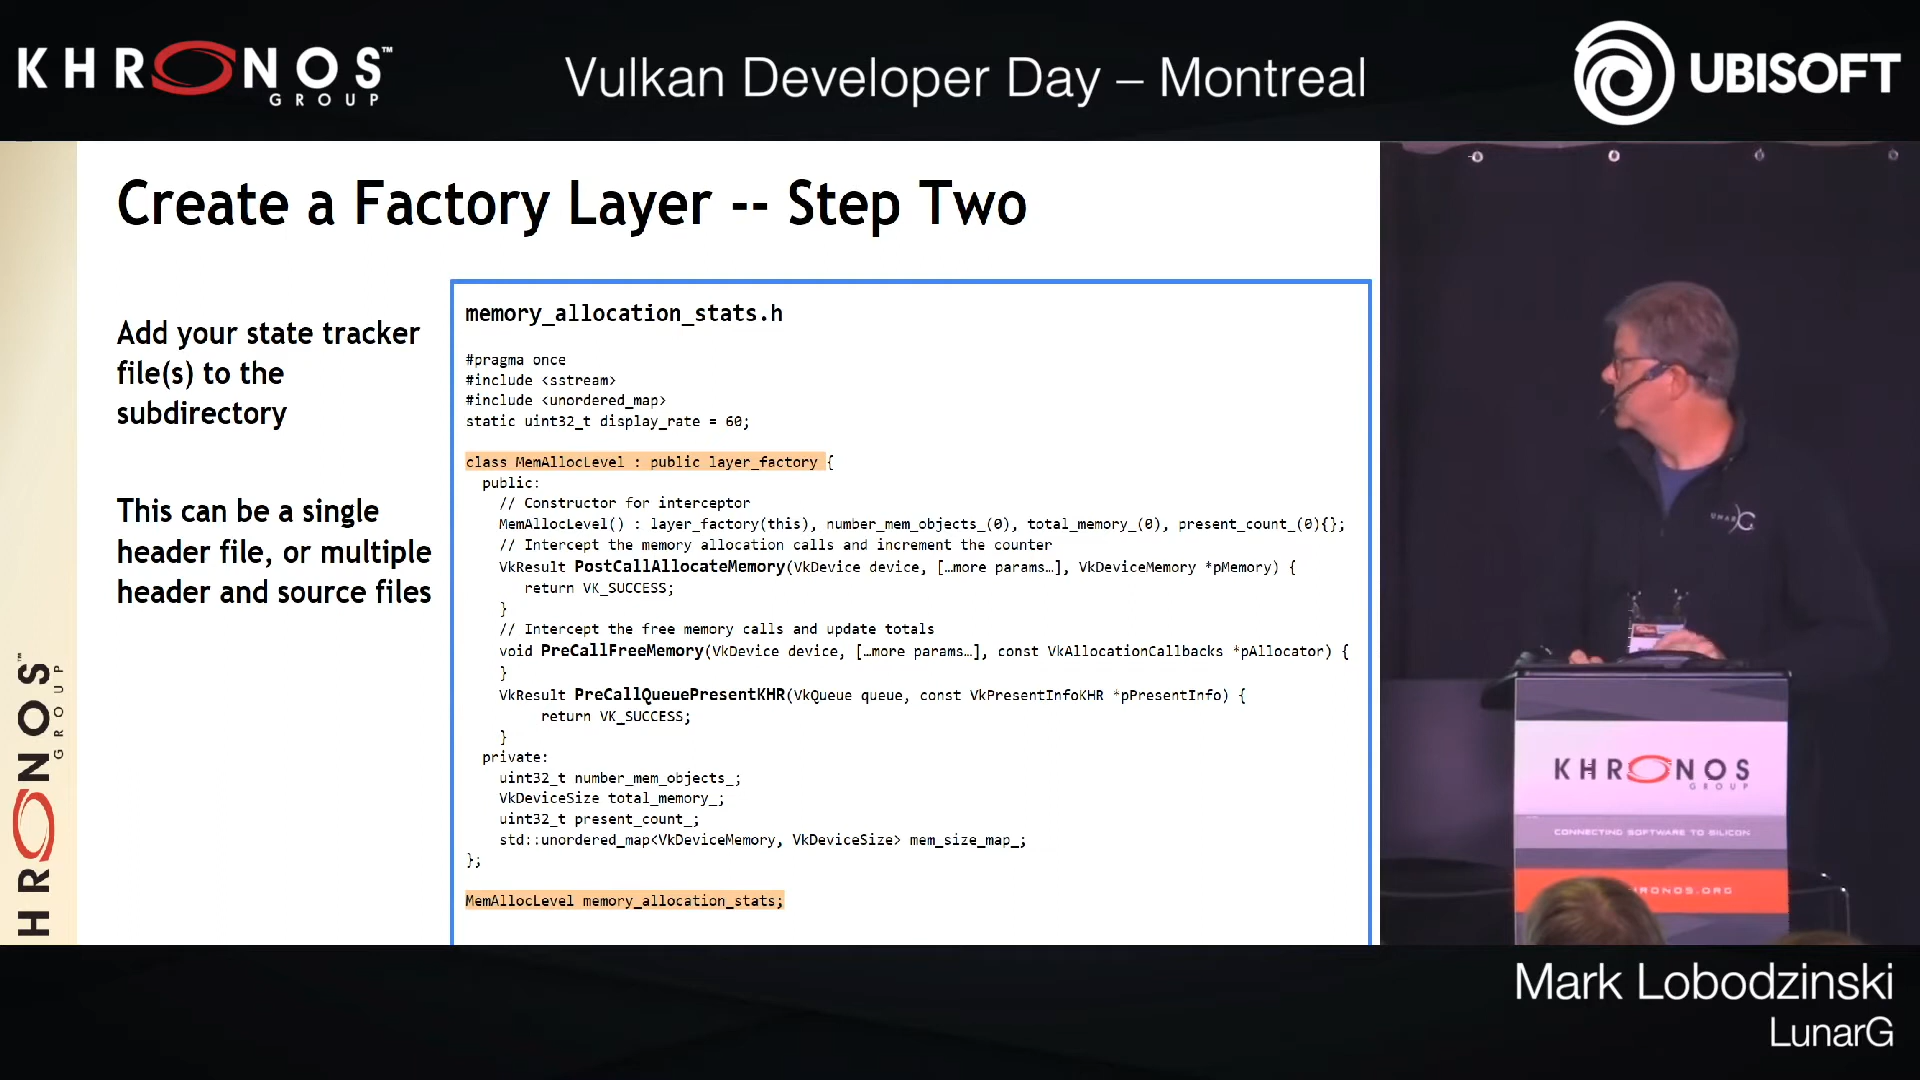 KHRONOS™
GROUP
Vulkan Developer Day – Montreal
UBISOFT
Create a Factory Layer -- Step Two
Add your state tracker
file(s) to the
subdirectory
This can be a single
header file, or multiple
header and source files
memory_allocation_stats.h
#pragma once
#include <sstream>
#include <unordered_map>
static uint32_t display_rate = 60;
class MemAllocLevel : public layer_factory {
public:
// Constructor for interceptor
MemAllocLevel() : layer_factory(this), number_mem_objects_(0), total_memory_(0), present_count_(0){};
// Intercept the memory allocation calls and increment the counter
VkResult PostCallAllocateMemory(VkDevice device, […more params…], VkDeviceMemory *pMemory) {
return VK_SUCCESS;
}
// Intercept the free memory calls and update totals
void PreCallFreeMemory(VkDevice device, […more params…], const VkAllocationCallbacks *pAllocator) {
}
VkResult PreCallQueuePresentKHR(VkQueue queue, const VkPresentInfoKHR *pPresentInfo) {
return VK_SUCCESS;
}
private:
uint32_t number_mem_objects_;
VkDeviceSize total_memory_;
uint32_t present_count_;
std::unordered_map<VkDeviceMemory, VkDeviceSize> mem_size_map_;
};
MemAllocLevel memory_allocation_stats;
KHRONOS™
GROUP
KHRONOS
GROUP
CONNECTING SOFTWARE TO SILICON
Mark Lobodzinski
LunarG